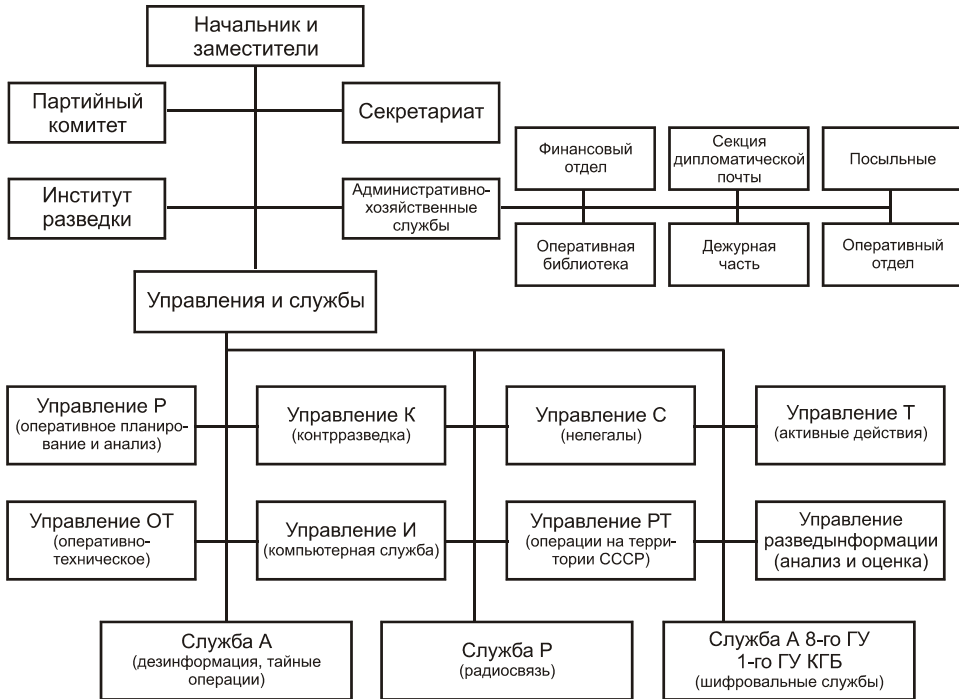 Начальник и
заместители
Партийный
комитет
Секретариат
Институт
разведки
Административно-
хозяйственные
службы
Финансовый
отдел
Секция
дипломатической
почты
Посыльные
Оперативная
библиотека
Дежурная
часть
Оперативный
отдел
Управления и службы
Управление Р
(оперативное планиро-
вание и анализ)
Управление К
(контрразведка)
Управление С
(нелегалы)
Управление Т
(активные действия)
Управление ОТ
(оперативно-
техническое)
Управление И
(компьютерная служба)
Управление РТ
(операции на терри-
тории СССР)
Управление
разведынформации
(анализ и оценка)
Служба А
(дезинформация, тайные
операции)
Служба Р
(радиосвязь)
Служба А 8-го ГУ
1-го ГУ КГБ
(шифровальные службы)